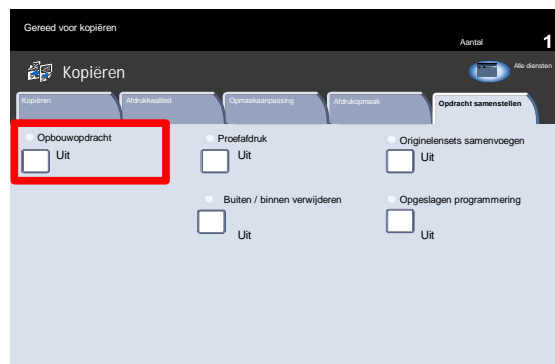 Gereed voor kopiëren
Aantal 1
Kopiëren
Alle diensten
Kopiëren Afdrukkwaliteit Opmaakaanpassing Afdrukopmaak Opdracht samenstellen
Opbouwopdracht Proefafdruk Originelensets samenvoegen
Uit Uit Uit
Buiten / binnen verwijderen Opgeslagen programmering
Uit Uit